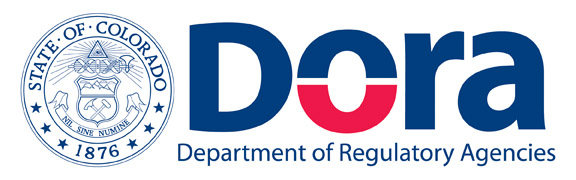 STATE OF COLORADO
NIL SINE NUMINE
1876
Dora
Department of Regulatory Agencies